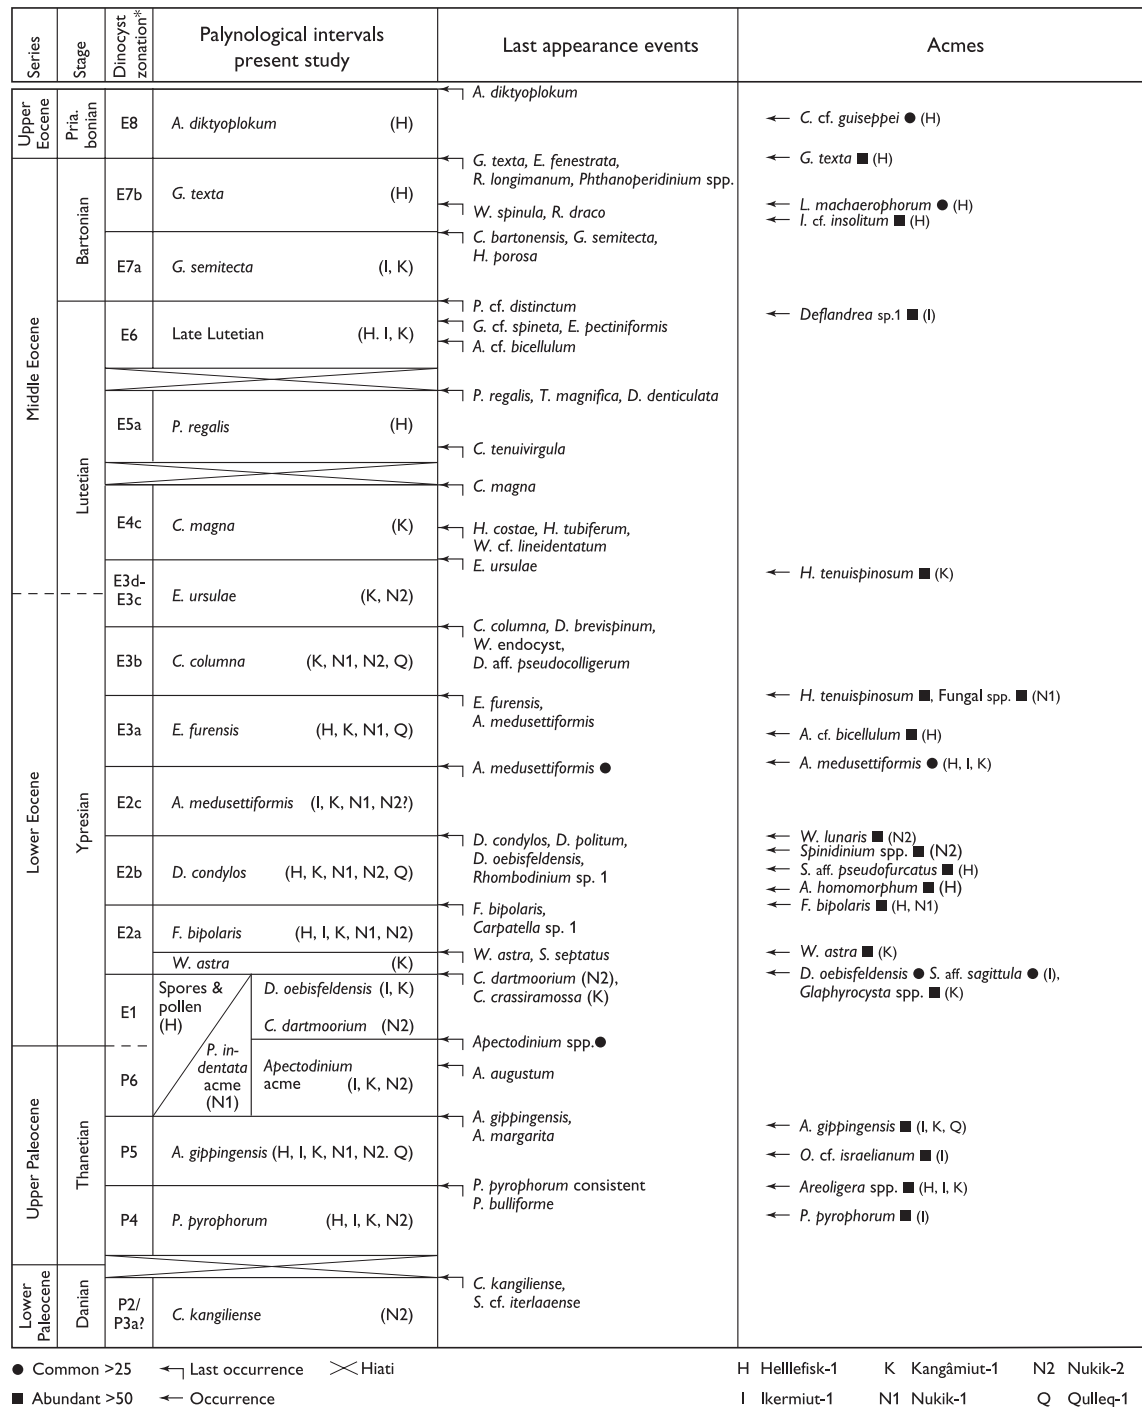 Series
Stage
Dinocyst zonation*
Palynological intervals
present study
Last appearance events
Acmes
Upper Eocene
Pria. bonian
E8
A. diktyoplokum (H)
A. diktyoplokum
C. cf. guiseppei ● (H)
Middle Eocene
Bartonian
E7b
G. texta (H)
G. texta, E. fenestrata,
R. longimanum, Phthanoperidinium spp.
W. spinula, R. draco
G. texta ■ (H)
L. machaerophorum ● (H)
I. cf. insolitum ■ (H)
E7a
G. semitecta (I, K)
C. bartonensis, G. semitecta,
H. porosa
Lutetian
E6
Late Lutetian (H. I, K)
P. cf. distinctum
G. cf. spineta, E. pectiniformis
A. cf. bicellulum
Deflandrea sp.1 ■ (I)
E5a
P. regalis (H)
P. regalis, T. magnifica, D. denticulata
C. tenuivirgula
E4c
C. magna (K)
C. magna
H. costae, H. tubiferum,
W. cf. lineidentatum
E3d-
E3c
E. ursulae (K, N2)
E. ursulae
H. tenuispinosum ■ (K)
Lower Eocene
Ypresian
E3b
C. columna (K, N1, N2, Q)
C. columna, D. brevispinum,
W. endocyst,
D. aff. pseudocolligerum
E3a
E. furensis (H, K, N1, Q)
E. furensis,
A. medusettiformis
H. tenuispinosum ■, Fungal spp. ■ (N1)
A. cf. bicellulum ■ (H)
E2c
A. medusettiformis (I, K, N1, N2?)
A. medusettiformis ●
A. medusettiformis ● (H, I, K)
E2b
D. condylos (H, K, N1, N2, Q)
D. condylos, D. politum,
D. oebisfeldensis,
Rhombodinium sp. 1
W. lunaris ■ (N2)
Spinidinium spp. ■ (N2)
S. aff. pseudofurcatus ■ (H)
A. homomorphum ■ (H)
F. bipolaris ■ (H, N1)
E2a
F. bipolaris (H, I, K, N1, N2)
F. bipolaris,
Carpatella sp. 1
W. astra (K)
W. astra, S. septatus
W. astra ■ (K)
E1
Spores &
pollen
(H)
D. oebisfeldensis (I, K)
C. dartmoorium (N2)
C. dartmoorium (N2),
C. crassiramossa (K)
D. oebisfeldensis ● S. aff. sagittula ● (I),
Glaphyrocysta spp. ■ (K)
Upper Paleocene
Thanetian
P6
P. in-
dentata
acme
(N1)
Apectodinium
acme (I, K, N2)
Apectodinium spp.●
A. augustum
P5
A. gippingensis (H, I, K, N1, N2. Q)
A. gippingensis,
A. margarita
A. gippingensis ■ (I, K, Q)
O. cf. israelianum ■ (I)
P4
P. pyrophorum (H, I, K, N2)
P. pyrophorum consistent
P. bulliforme
Areoligera spp. ■ (H, I, K)
P. pyrophorum ■ (I)
Lower Paleocene
Danian
P2/
P3a?
C. kangiliense (N2)
C. kangiliense,
S. cf. iterlaaense
● Common >25
Last occurrence
Hiati
H Helllefisk-1
K Kangâmiut-1
N2 Nukik-2
■ Abundant >50
Occurrence
I Ikermiut-1
N1 Nukik-1
Q Qulleq-1